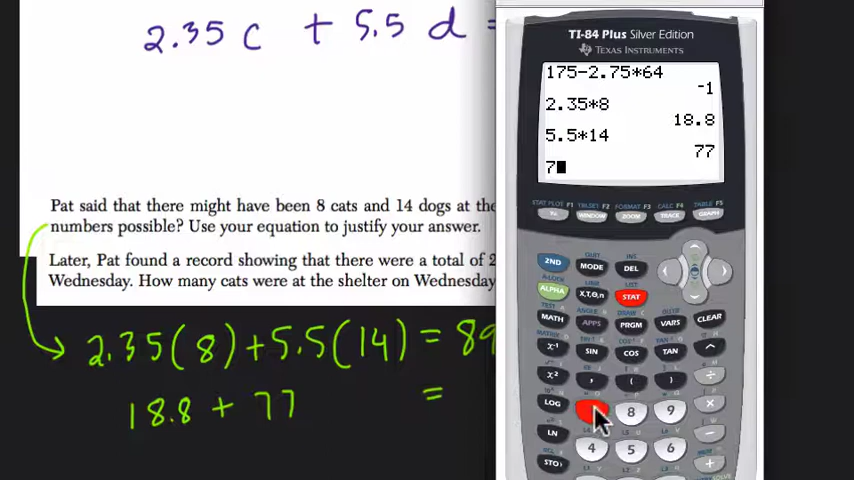 2.35 c + 5.5 d =
TI-84 Plus Silver Edition
TEXAS INSTRUMENTS
175-2.75*64
-1
2.35*8
18.8
5.5*14
77
7
STAT PLOT F1 TBLSET F2 FORMAT F3 CALC F4 TABLE F5
Y= WINDOW ZOOM TRACE GRAPH
Pat said that there might have been 8 cats and 14 dogs at the
numbers possible? Use your equation to justify your answer.
Later, Pat found a record showing that there were a total of 2
Wednesday. How many cats were at the shelter on Wednesday
QUIT INS
2ND MODE DEL
A-LOCK LINK LIST
ALPHA X,T,Θ,n STAT
TEST ANGLE DRAW DISTR
MATH APPS PRGM VARS CLEAR
MATRIX
x⁻¹ SIN COS TAN ^
x² , ( ) ÷
LOG 8 9 ×
LN 4 5 6 −
STO› +
2.35(8)+5.5(14) = 89
18.8 + 77 =